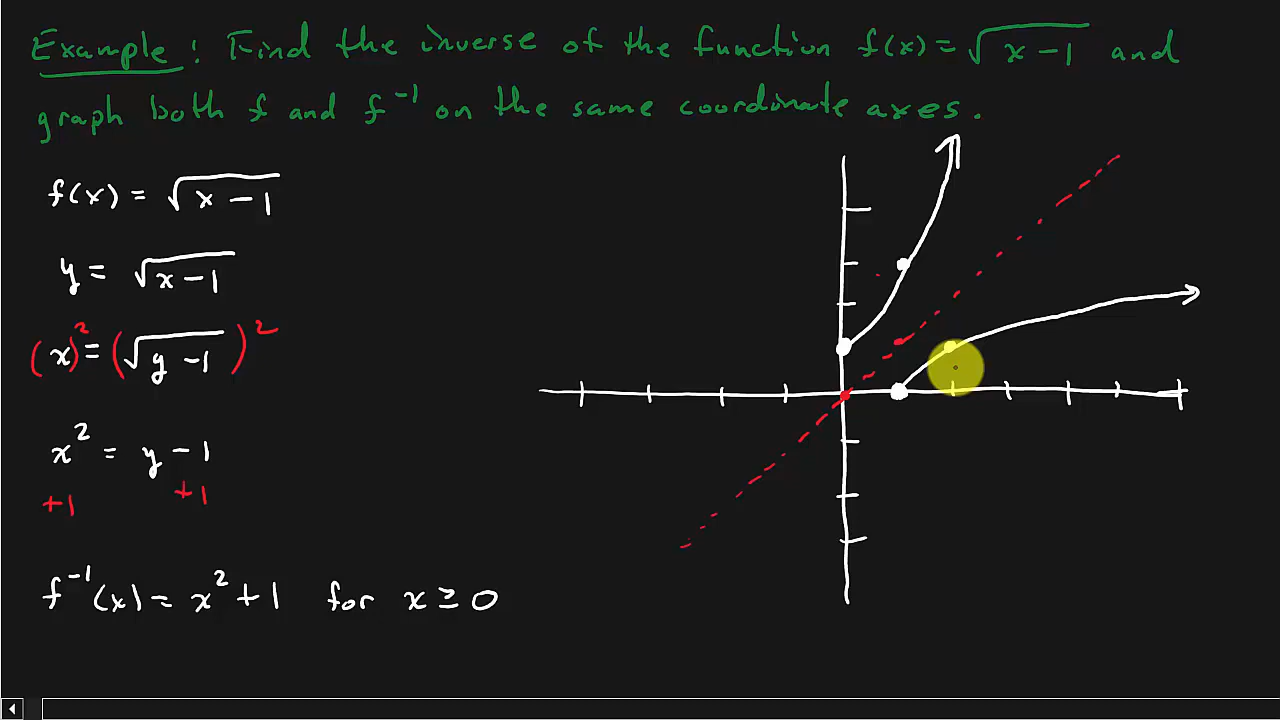 Example: Find the inverse of the function f(x) = √(x-1) and
graph both f and f⁻¹ on the same coordinate axes.
f(x) = √(x-1)
y = √(x-1)
(x)² = (√(y-1))²
x² = y - 1
+1 +1
f⁻¹(x) = x² + 1 for x ≥ 0